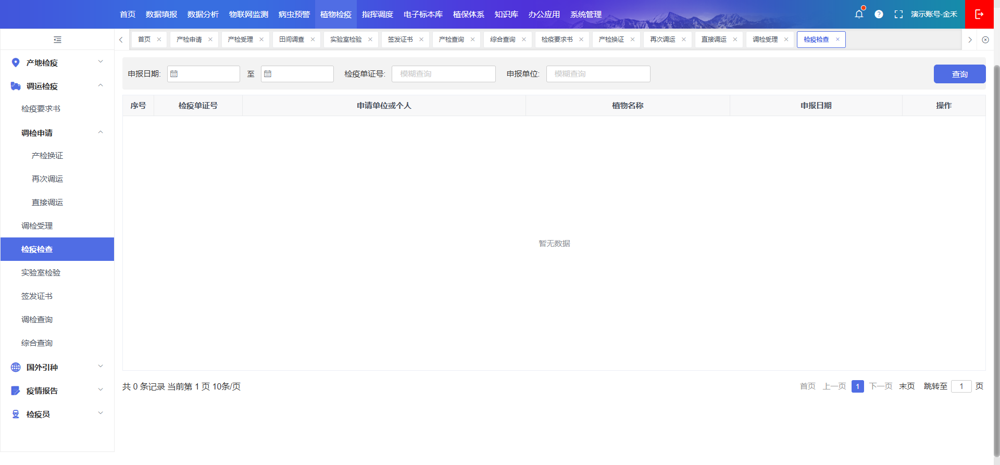 首页 数据填报 数据分析 物联网监测 病虫预警 植物检疫 指挥调度 电子标本库 植保体系 知识库 办公应用 系统管理 演示账号-金禾
首页 产检申请 产检受理 田间调查 实验室检验 签发证书 产检查询 综合查询 检疫要求书 产检换证 再次调运 直接调运 调检受理 检疫检查
产地检疫
调运检疫
检疫要求书
调检申请
产检换证
再次调运
直接调运
调检受理
检疫检查
实验室检验
签发证书
调检查询
综合查询
国外引种
疫情报告
检疫员
申报日期: 至 检疫单证号: 模糊查询 申报单位: 模糊查询 查询
序号 检疫单证号 申请单位或个人 植物名称 申报日期 操作
暂无数据
共 0 条记录 当前第 1 页 10条/页 首页 上一页 1 下一页 末页 跳转至 1 页